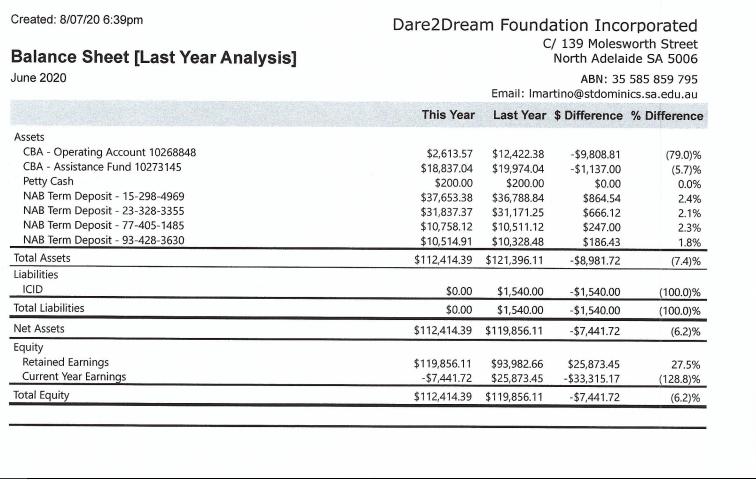 Created: 8/07/20 6:39pm
Dare2Dream Foundation Incorporated
C/ 139 Molesworth Street
North Adelaide SA 5006
Balance Sheet [Last Year Analysis]
June 2020
ABN: 35 585 859 795
Email: lmartino@stdominics.sa.edu.au
This Year Last Year $ Difference % Difference
Assets
CBA - Operating Account 10268848 $2,613.57 $12,422.38 -$9,808.81 (79.0)%
CBA - Assistance Fund 10273145 $18,837.04 $19,974.04 -$1,137.00 (5.7)%
Petty Cash $200.00 $200.00 $0.00 0.0%
NAB Term Deposit - 15-298-4969 $37,653.38 $36,788.84 $864.54 2.4%
NAB Term Deposit - 23-328-3355 $31,837.37 $31,171.25 $666.12 2.1%
NAB Term Deposit - 77-405-1485 $10,758.12 $10,511.12 $247.00 2.3%
NAB Term Deposit - 93-428-3630 $10,514.91 $10,328.48 $186.43 1.8%
Total Assets $112,414.39 $121,396.11 -$8,981.72 (7.4)%
Liabilities
ICID $0.00 $1,540.00 -$1,540.00 (100.0)%
Total Liabilities $0.00 $1,540.00 -$1,540.00 (100.0)%
Net Assets $112,414.39 $119,856.11 -$7,441.72 (6.2)%
Equity
Retained Earnings $119,856.11 $93,982.66 $25,873.45 27.5%
Current Year Earnings -$7,441.72 $25,873.45 -$33,315.17 (128.8)%
Total Equity $112,414.39 $119,856.11 -$7,441.72 (6.2)%